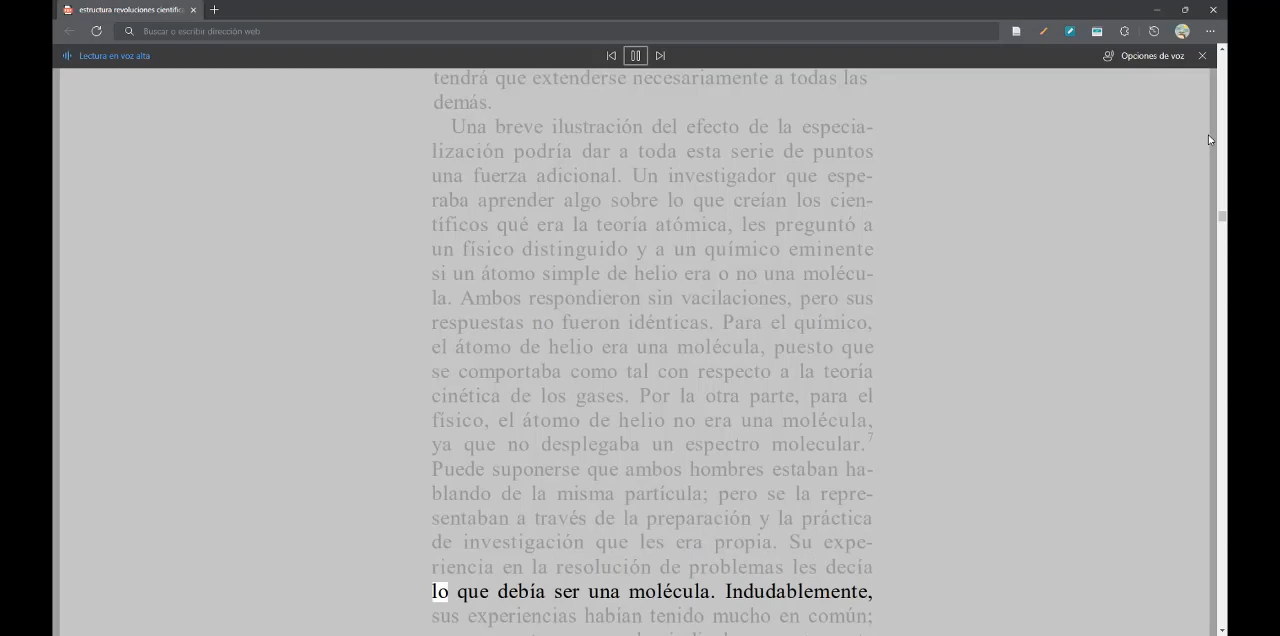 estructura revoluciones científica
Buscar o escribir dirección web
Lectura en voz alta
Opciones de voz
tendrá que extenderse necesariamente a todas las
demás.
Una breve ilustración del efecto de la especia-
lización podría dar a toda esta serie de puntos
una fuerza adicional. Un investigador que espe-
raba aprender algo sobre lo que creían los cien-
tíficos qué era la teoría atómica, les preguntó a
un físico distinguido y a un químico eminente
si un átomo simple de helio era o no una molécu-
la. Ambos respondieron sin vacilaciones, pero sus
respuestas no fueron idénticas. Para el químico,
el átomo de helio era una molécula, puesto que
se comportaba como tal con respecto a la teoría
cinética de los gases. Por la otra parte, para el
físico, el átomo de helio no era una molécula,
ya que no desplegaba un espectro molecular.7
Puede suponerse que ambos hombres estaban ha-
blando de la misma partícula; pero se la repre-
sentaban a través de la preparación y la práctica
de investigación que les era propia. Su expe-
riencia en la resolución de problemas les decía
lo que debía ser una molécula. Indudablemente,
sus experiencias habían tenido mucho en común;